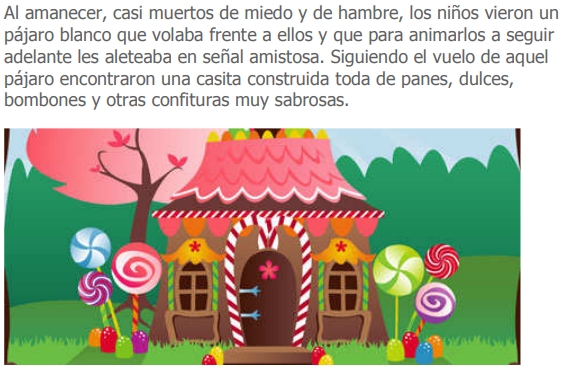 Al amanecer, casi muertos de miedo y de hambre, los niños vieron un
pájaro blanco que volaba frente a ellos y que para animarlos a seguir
adelante les aleteaba en señal amistosa. Siguiendo el vuelo de aquel
pájaro encontraron una casita construida toda de panes, dulces,
bombones y otras confituras muy sabrosas.